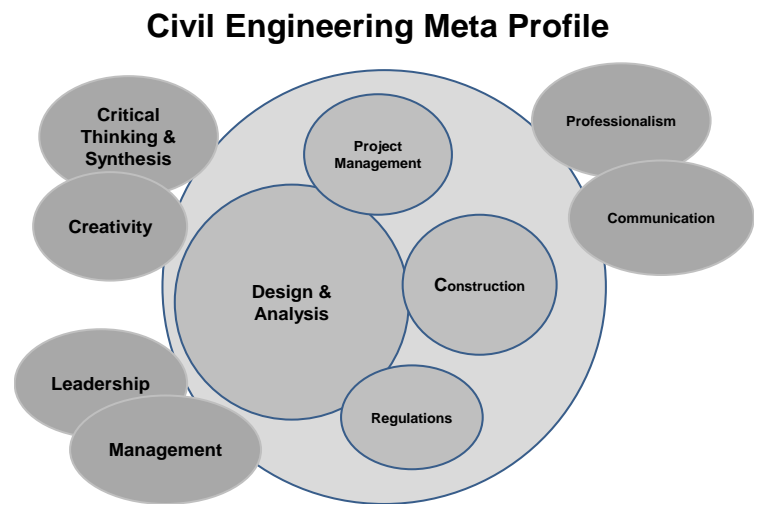 Civil Engineering Meta Profile
Critical
Thinking &
Synthesis
Creativity
Project
Management
Professionalism
Communication
Design &
Analysis
Construction
Leadership
Management
Regulations